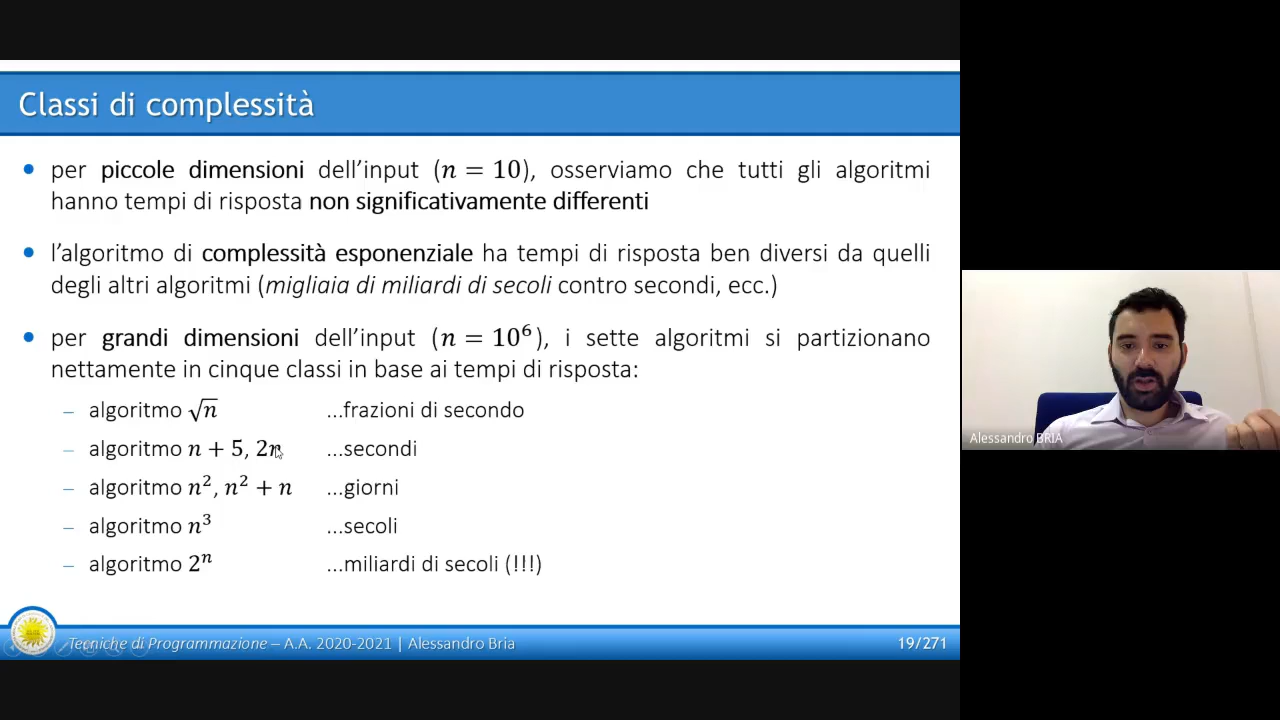 Classi di complessità
• per piccole dimensioni dell'input (n = 10), osserviamo che tutti gli algoritmi
hanno tempi di risposta non significativamente differenti
• l'algoritmo di complessità esponenziale ha tempi di risposta ben diversi da quelli
degli altri algoritmi (migliaia di miliardi di secoli contro secondi, ecc.)
• per grandi dimensioni dell'input (n = 10⁶), i sette algoritmi si partizionano
nettamente in cinque classi in base ai tempi di risposta:
– algoritmo √n ...frazioni di secondo
– algoritmo n + 5, 2n ...secondi
– algoritmo n², n² + n ...giorni
– algoritmo n³ ...secoli
– algoritmo 2ⁿ ...miliardi di secoli (!!!)
Tecniche di Programmazione – A.A. 2020-2021 | Alessandro Bria 19/271
Alessandro BRIA